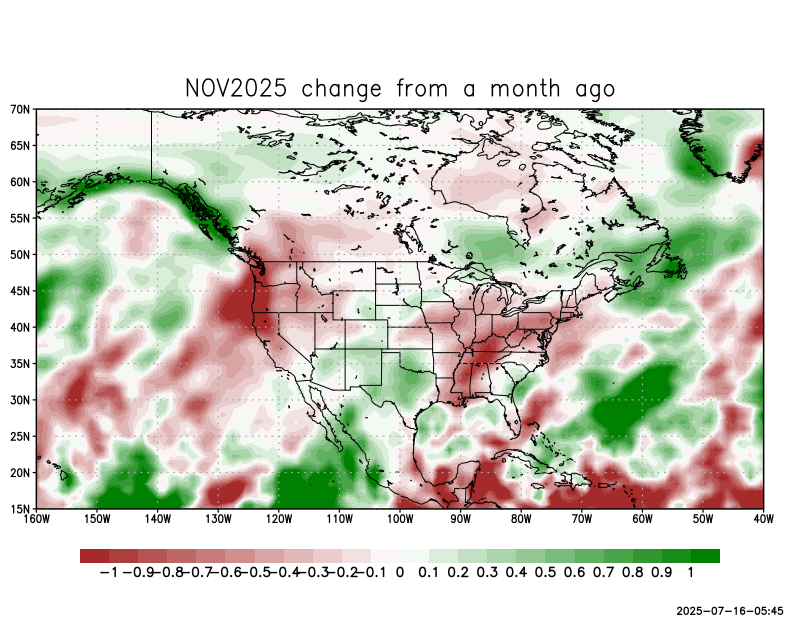 NOV2025 change from a month ago
70N
65N
60N
55N
50N
45N
40N
35N
30N
25N
20N
15N
160W 150W 140W 130W 120W 110W 100W 90W 80W 70W 60W 50W 40W
-1 -0.9 -0.8 -0.7 -0.6 -0.5 -0.4 -0.3 -0.2 -0.1 0 0.1 0.2 0.3 0.4 0.5 0.6 0.7 0.8 0.9 1
2025-07-16-05:45